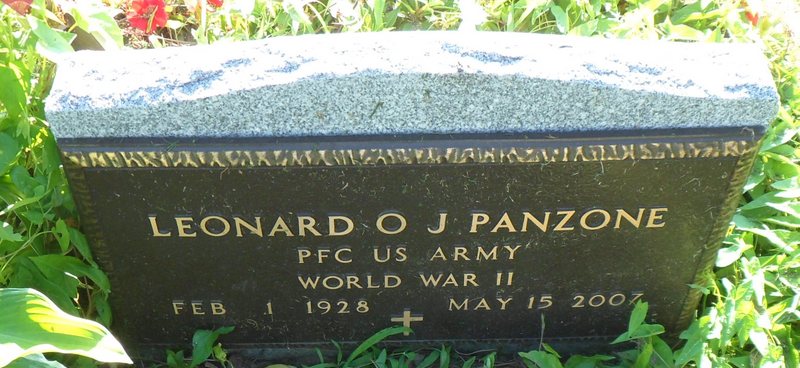 LEONARD O J PANZONE
PFC US ARMY
WORLD WAR II
FEB 1 1928 MAY 15 2007